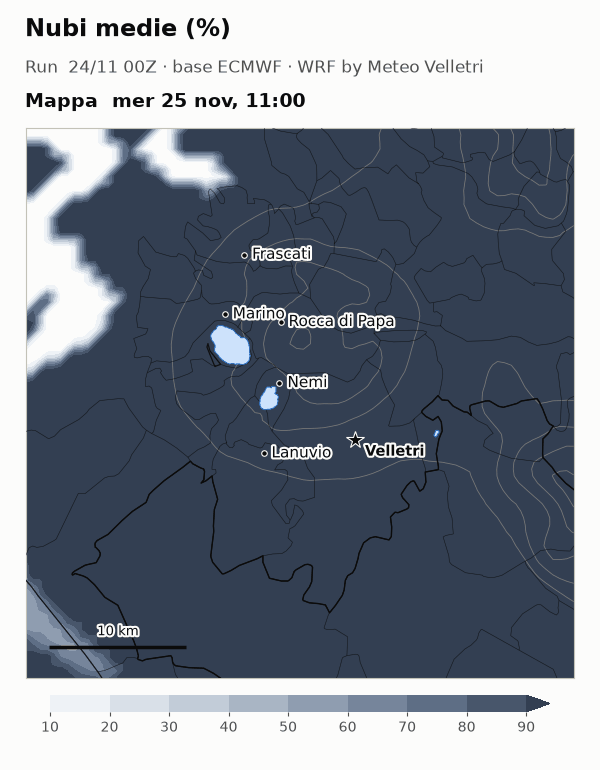 Nubi medie (%)
Run  24/11 00Z · base ECMWF · WRF by Meteo Velletri
Mappa  mer 25 nov, 11:00
Frascati
Marino
Rocca di Papa
Nemi
Velletri
Lanuvio
10 km
10 20 30 40 50 60 70 80 90